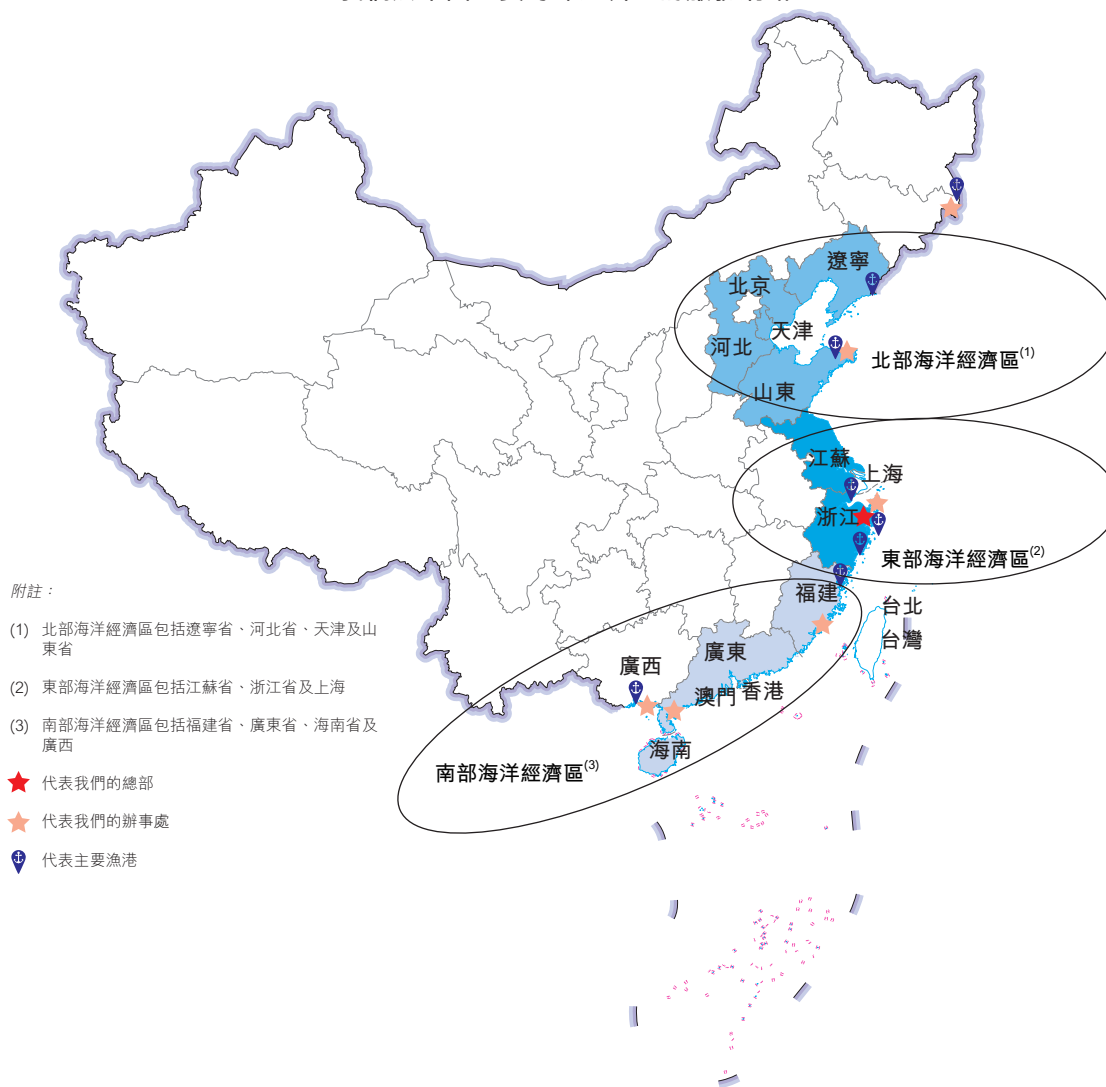 遼寧
北京
天津
河北
北部海洋經濟區(1)
山東
江蘇
上海
浙江
東部海洋經濟區(2)
福建
台北
台灣
廣東
廣西
香港
澳門
海南
南部海洋經濟區(3)
附註：
(1) 北部海洋經濟區包括遼寧省、河北省、天津及山
東省
(2) 東部海洋經濟區包括江蘇省、浙江省及上海
(3) 南部海洋經濟區包括福建省、廣東省、海南省及
廣西
代表我們的總部
代表我們的辦事處
代表主要漁港